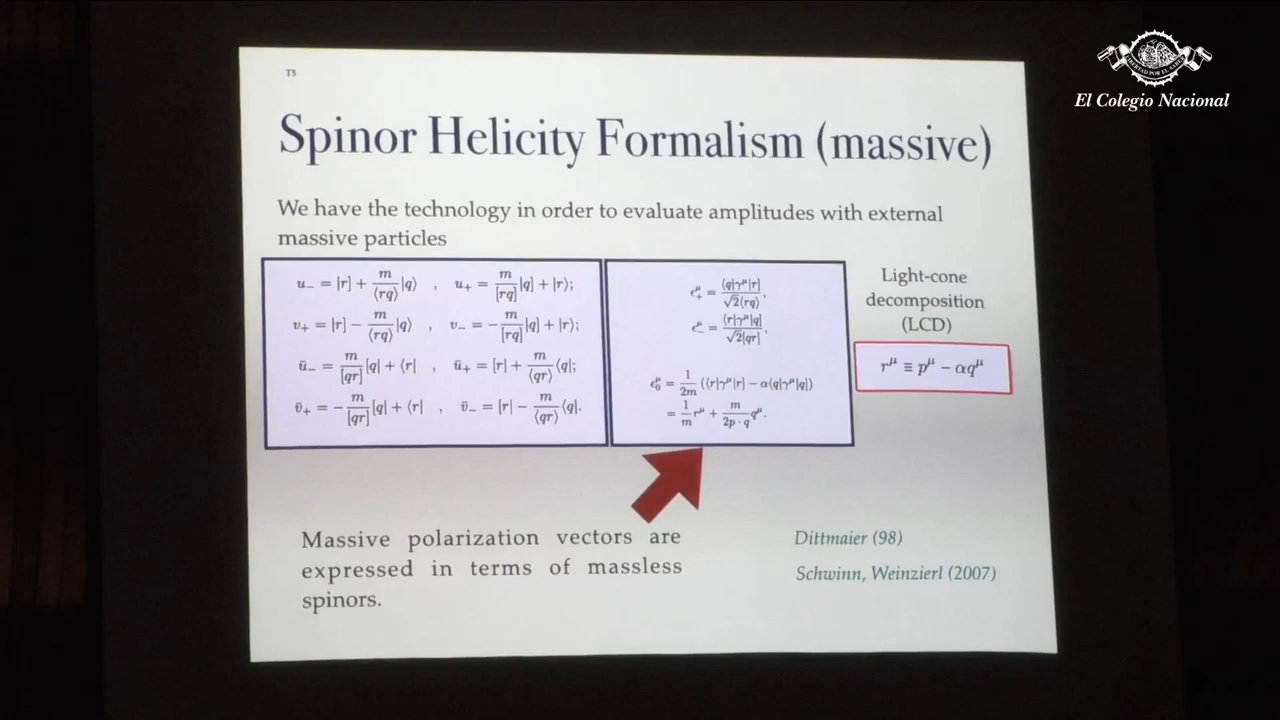 El Colegio Nacional
T5
Spinor Helicity Formalism (massive)
We have the technology in order to evaluate amplitudes with external
massive particles
u₋ = |r] + m/⟨rq⟩ |q⟩ , u₊ = m/[rq] |q] + |r⟩;
v₊ = |r] − m/⟨rq⟩ |q⟩ , v₋ = − m/[rq] |q] + |r⟩;
ū₋ = m/[qr] [q| + ⟨r| , ū₊ = [r| + m/⟨qr⟩ ⟨q|;
v̄₊ = − m/[qr] [q| + ⟨r| , v̄₋ = [r| − m/⟨qr⟩ ⟨q|.
ϵ₊^μ = ⟨q|γ^μ|r]/√2⟨rq⟩,
ϵ₋^μ = ⟨r|γ^μ|q]/√2[qr],
ϵ₀^μ = 1/2m (⟨r|γ^μ|r] − α⟨q|γ^μ|q])
= 1/m r^μ + m/2p · q q^μ.
Light-cone
decomposition
(LCD)
r^μ ≡ p^μ − αq^μ
Massive polarization vectors are
expressed in terms of massless
spinors.
Dittmaier (98)
Schwinn, Weinzierl (2007)